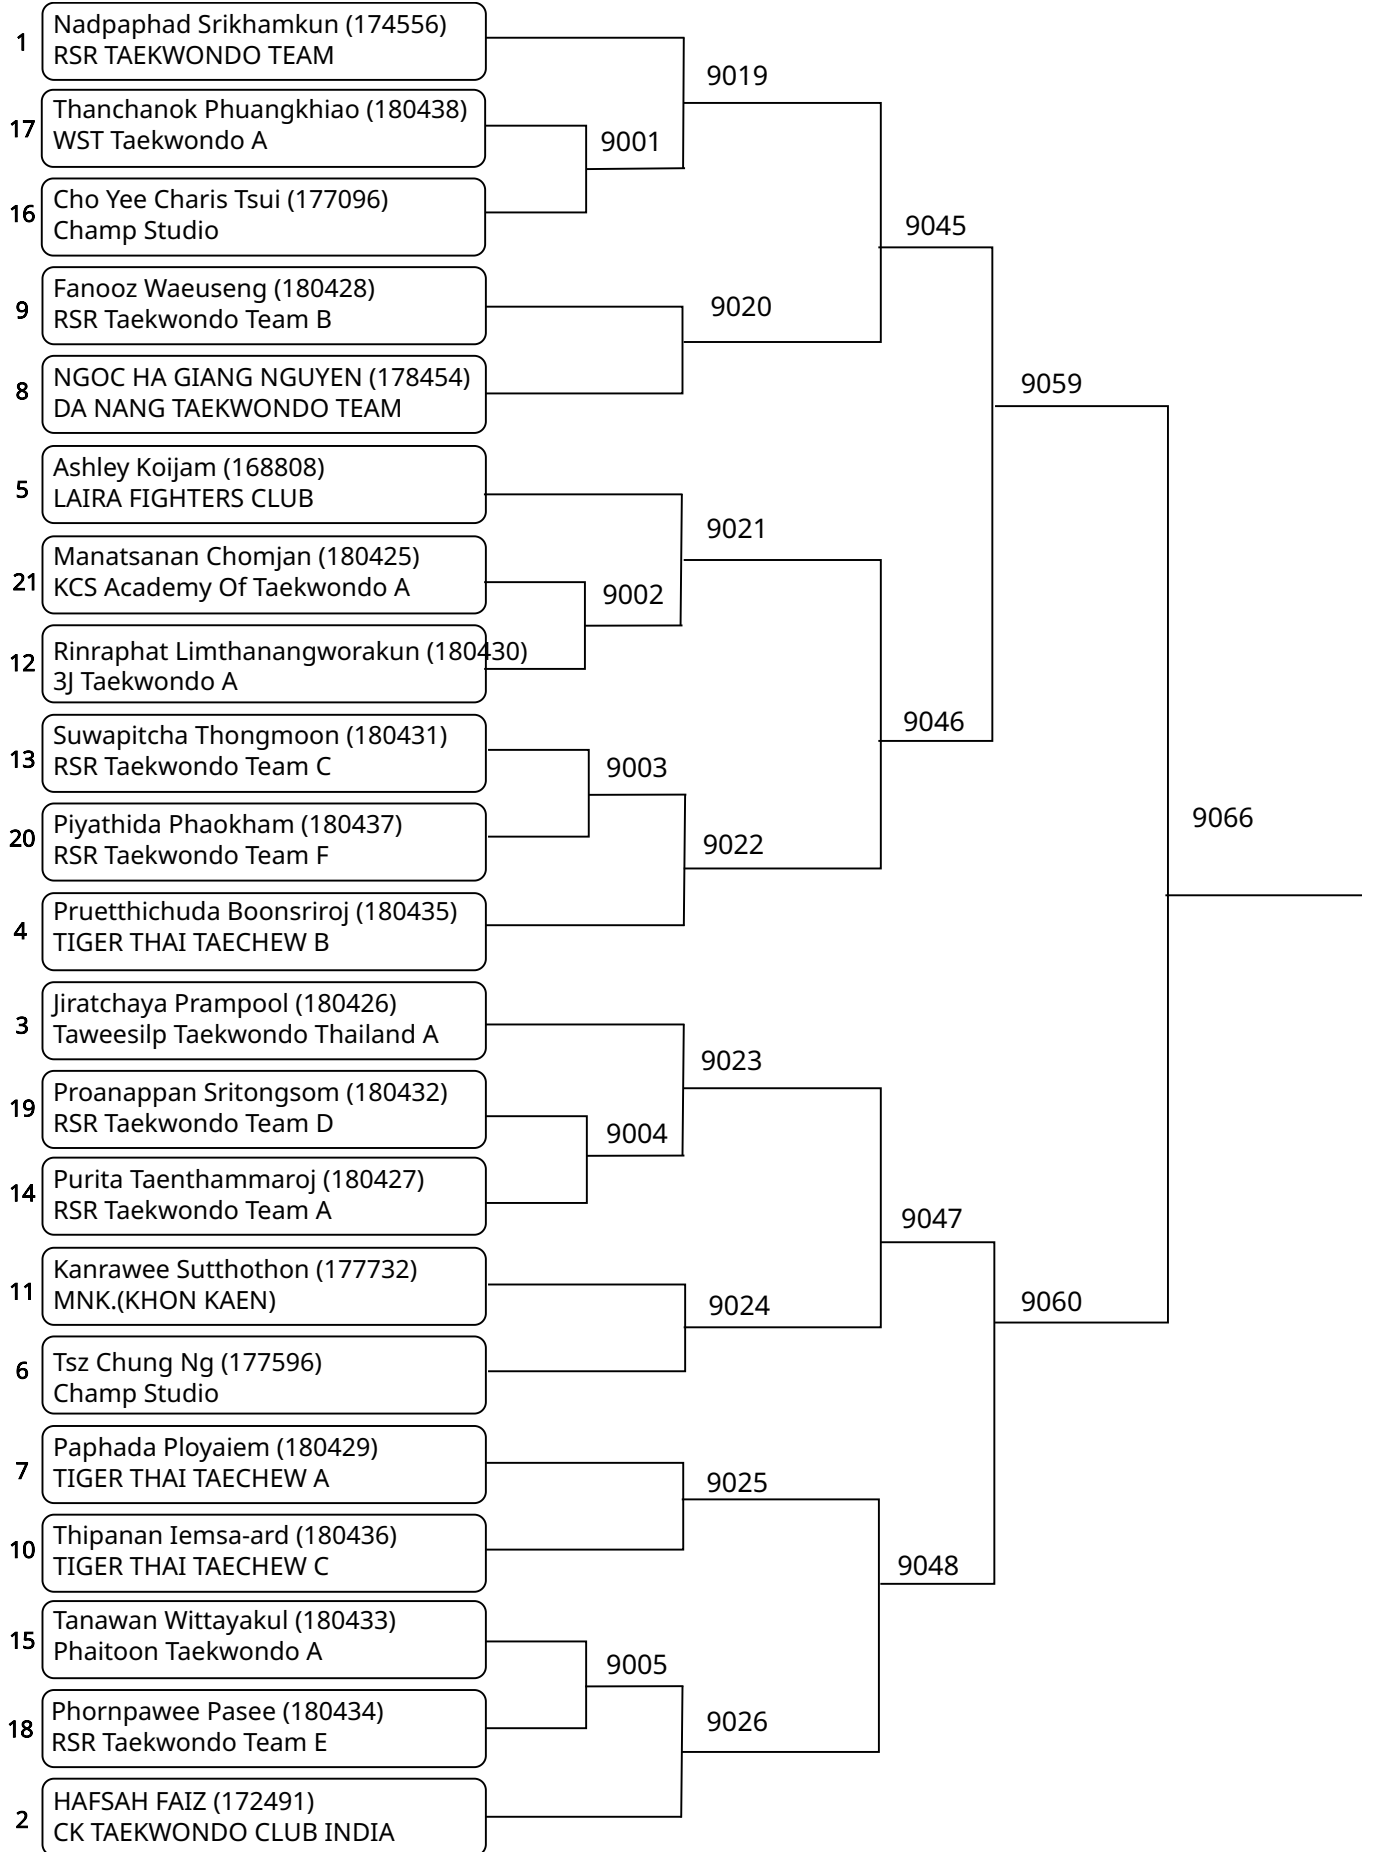 1
Nadpaphad Srikhamkun (174556)
RSR TAEKWONDO TEAM
9019
17
Thanchanok Phuangkhiao (180438)
WST Taekwondo A
9001
16
Cho Yee Charis Tsui (177096)
Champ Studio
9045
9
Fanooz Waeuseng (180428)
RSR Taekwondo Team B
9020
8
NGOC HA GIANG NGUYEN (178454)
DA NANG TAEKWONDO TEAM
9059
5
Ashley Koijam (168808)
LAIRA FIGHTERS CLUB
9021
21
Manatsanan Chomjan (180425)
KCS Academy Of Taekwondo A
9002
12
Rinraphat Limthanangworakun (180430)
3J Taekwondo A
9046
13
Suwapitcha Thongmoon (180431)
RSR Taekwondo Team C
9003
20
Piyathida Phaokham (180437)
RSR Taekwondo Team F
9022
9066
4
Pruetthichuda Boonsriroj (180435)
TIGER THAI TAECHEW B
3
Jiratchaya Prampool (180426)
Taweesilp Taekwondo Thailand A
9023
19
Proanappan Sritongsom (180432)
RSR Taekwondo Team D
9004
14
Purita Taenthammaroj (180427)
RSR Taekwondo Team A
9047
11
Kanrawee Sutthothon (177732)
MNK.(KHON KAEN)
9024
9060
6
Tsz Chung Ng (177596)
Champ Studio
7
Paphada Ployaiem (180429)
TIGER THAI TAECHEW A
9025
10
Thipanan Iemsa-ard (180436)
TIGER THAI TAECHEW C
9048
15
Tanawan Wittayakul (180433)
Phaitoon Taekwondo A
9005
18
Phornpawee Pasee (180434)
RSR Taekwondo Team E
9026
2
HAFSAH FAIZ (172491)
CK TAEKWONDO CLUB INDIA